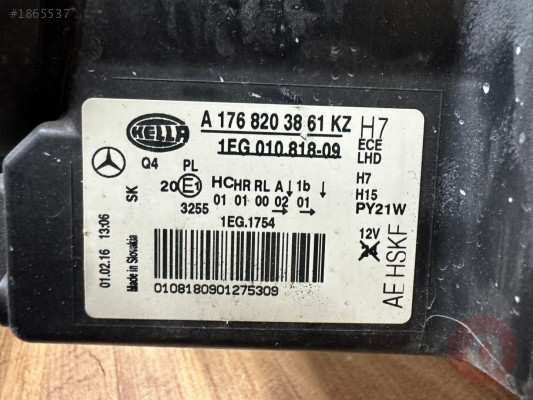 #1865537
HELLA
A 176 820 38 61 KZ
1EG 010.818-09
H7
ECE
LHD
Q4 PL
20 E1
HCHR RL A↓ 1b↓
01 01 00 02 01
3255
1EG.1754
H7
H15
PY21W
12V
SK
01.02.16 13:06
Made in Slovakia
AE HSKF
0108180901275309